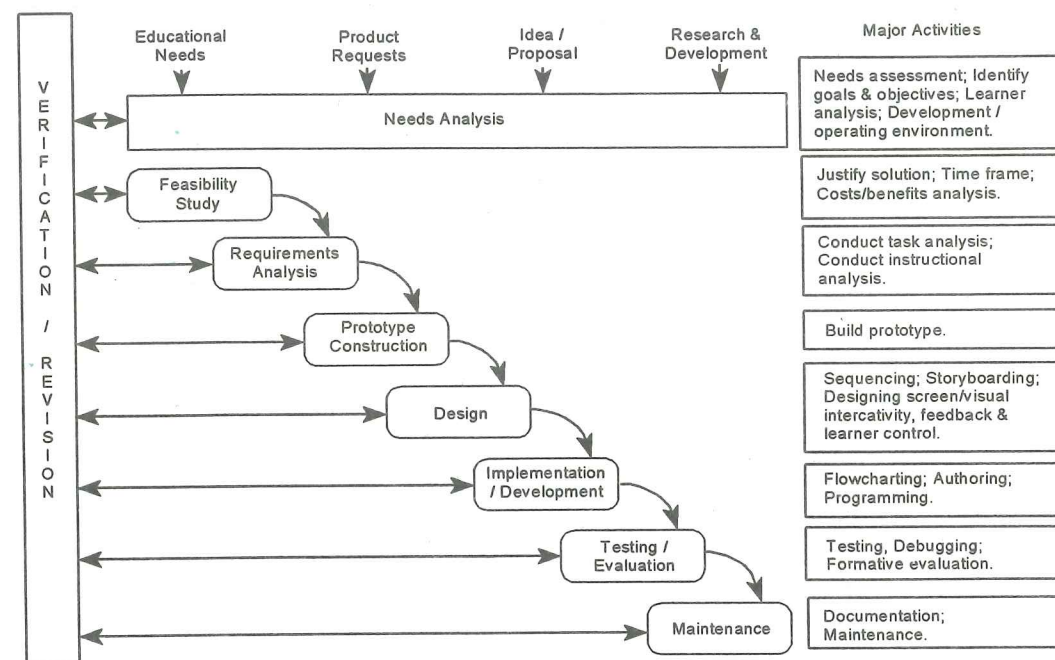 Major Activities
Educational
Needs
Product
Requests
Idea /
Proposal
Research &
Development
VERIFICATION / REVISION
Needs Analysis
Needs assessment; Identify
goals & objectives; Learner
analysis; Development /
operating environment.
Feasibility
Study
Justify solution; Time frame;
Costs/benefits analysis.
Requirements
Analysis
Conduct task analysis;
Conduct instructional
analysis.
Prototype
Construction
Build prototype.
Design
Sequencing; Storyboarding;
Designing screen/visual
intercativity, feedback &
learner control.
Implementation
/ Development
Flowcharting; Authoring;
Programming.
Testing /
Evaluation
Testing, Debugging;
Formative evaluation.
Maintenance
Documentation;
Maintenance.